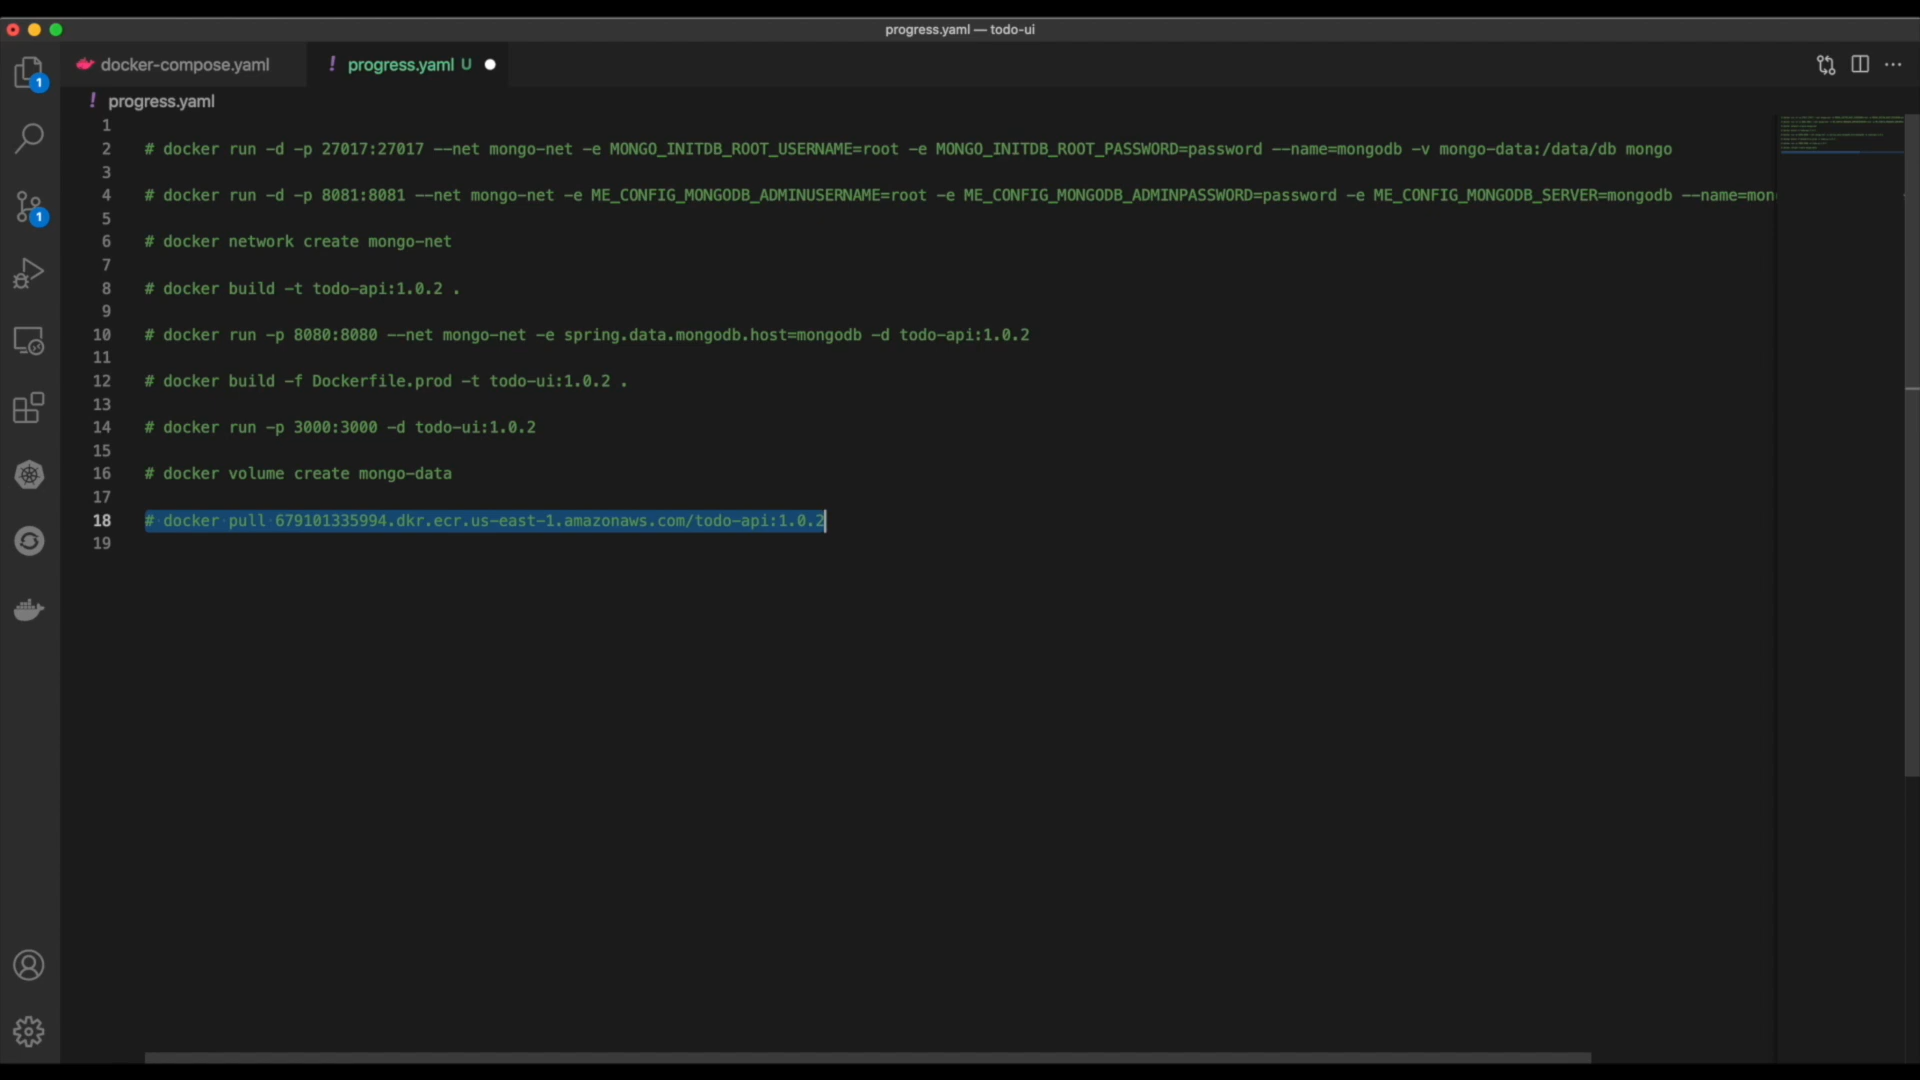 progress.yaml — todo-ui
docker-compose.yaml
! progress.yaml U
! progress.yaml
1
2 # docker run -d -p 27017:27017 --net mongo-net -e MONGO_INITDB_ROOT_USERNAME=root -e MONGO_INITDB_ROOT_PASSWORD=password --name=mongodb -v mongo-data:/data/db mongo
3
4 # docker run -d -p 8081:8081 --net mongo-net -e ME_CONFIG_MONGODB_ADMINUSERNAME=root -e ME_CONFIG_MONGODB_ADMINPASSWORD=password -e ME_CONFIG_MONGODB_SERVER=mongodb --name=mon
5
6 # docker network create mongo-net
7
8 # docker build -t todo-api:1.0.2 .
9
10 # docker run -p 8080:8080 --net mongo-net -e spring.data.mongodb.host=mongodb -d todo-api:1.0.2
11
12 # docker build -f Dockerfile.prod -t todo-ui:1.0.2 .
13
14 # docker run -p 3000:3000 -d todo-ui:1.0.2
15
16 # docker volume create mongo-data
17
18 # docker pull 679101335994.dkr.ecr.us-east-1.amazonaws.com/todo-api:1.0.2
19
1
1